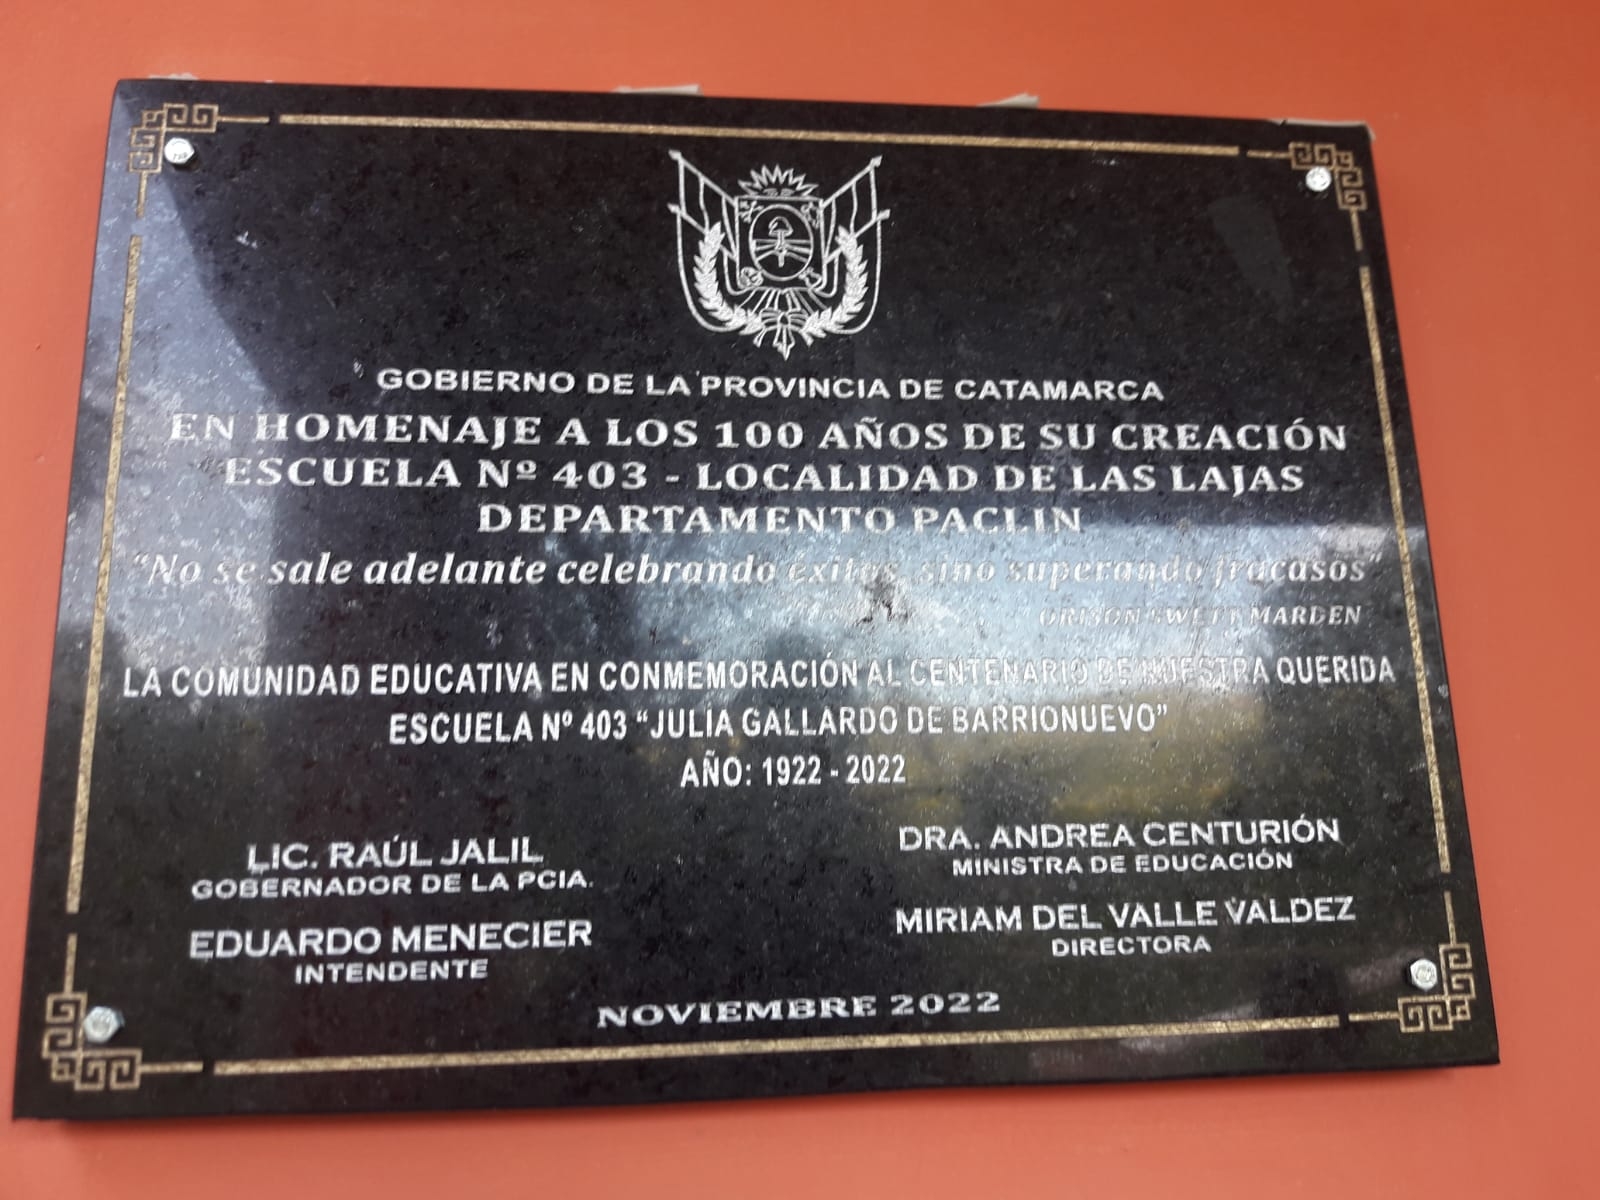 GOBIERNO DE LA PROVINCIA DE CATAMARCA
EN HOMENAJE A LOS 100 AÑOS DE SU CREACIÓN
ESCUELA Nº 403 - LOCALIDAD DE LAS LAJAS
DEPARTAMENTO PACLIN
"No se sale adelante celebrando éxitos, sino superando fracasos"
ORISON SWETT MARDEN
LA COMUNIDAD EDUCATIVA EN CONMEMORACIÓN AL CENTENARIO DE NUESTRA QUERIDA
ESCUELA Nº 403 "JULIA GALLARDO DE BARRIONUEVO"
AÑO: 1922 - 2022
LIC. RAÚL JALIL
GOBERNADOR DE LA PCIA.
EDUARDO MENECIER
INTENDENTE
DRA. ANDREA CENTURIÓN
MINISTRA DE EDUCACIÓN
MIRIAM DEL VALLE VALDEZ
DIRECTORA
NOVIEMBRE 2022